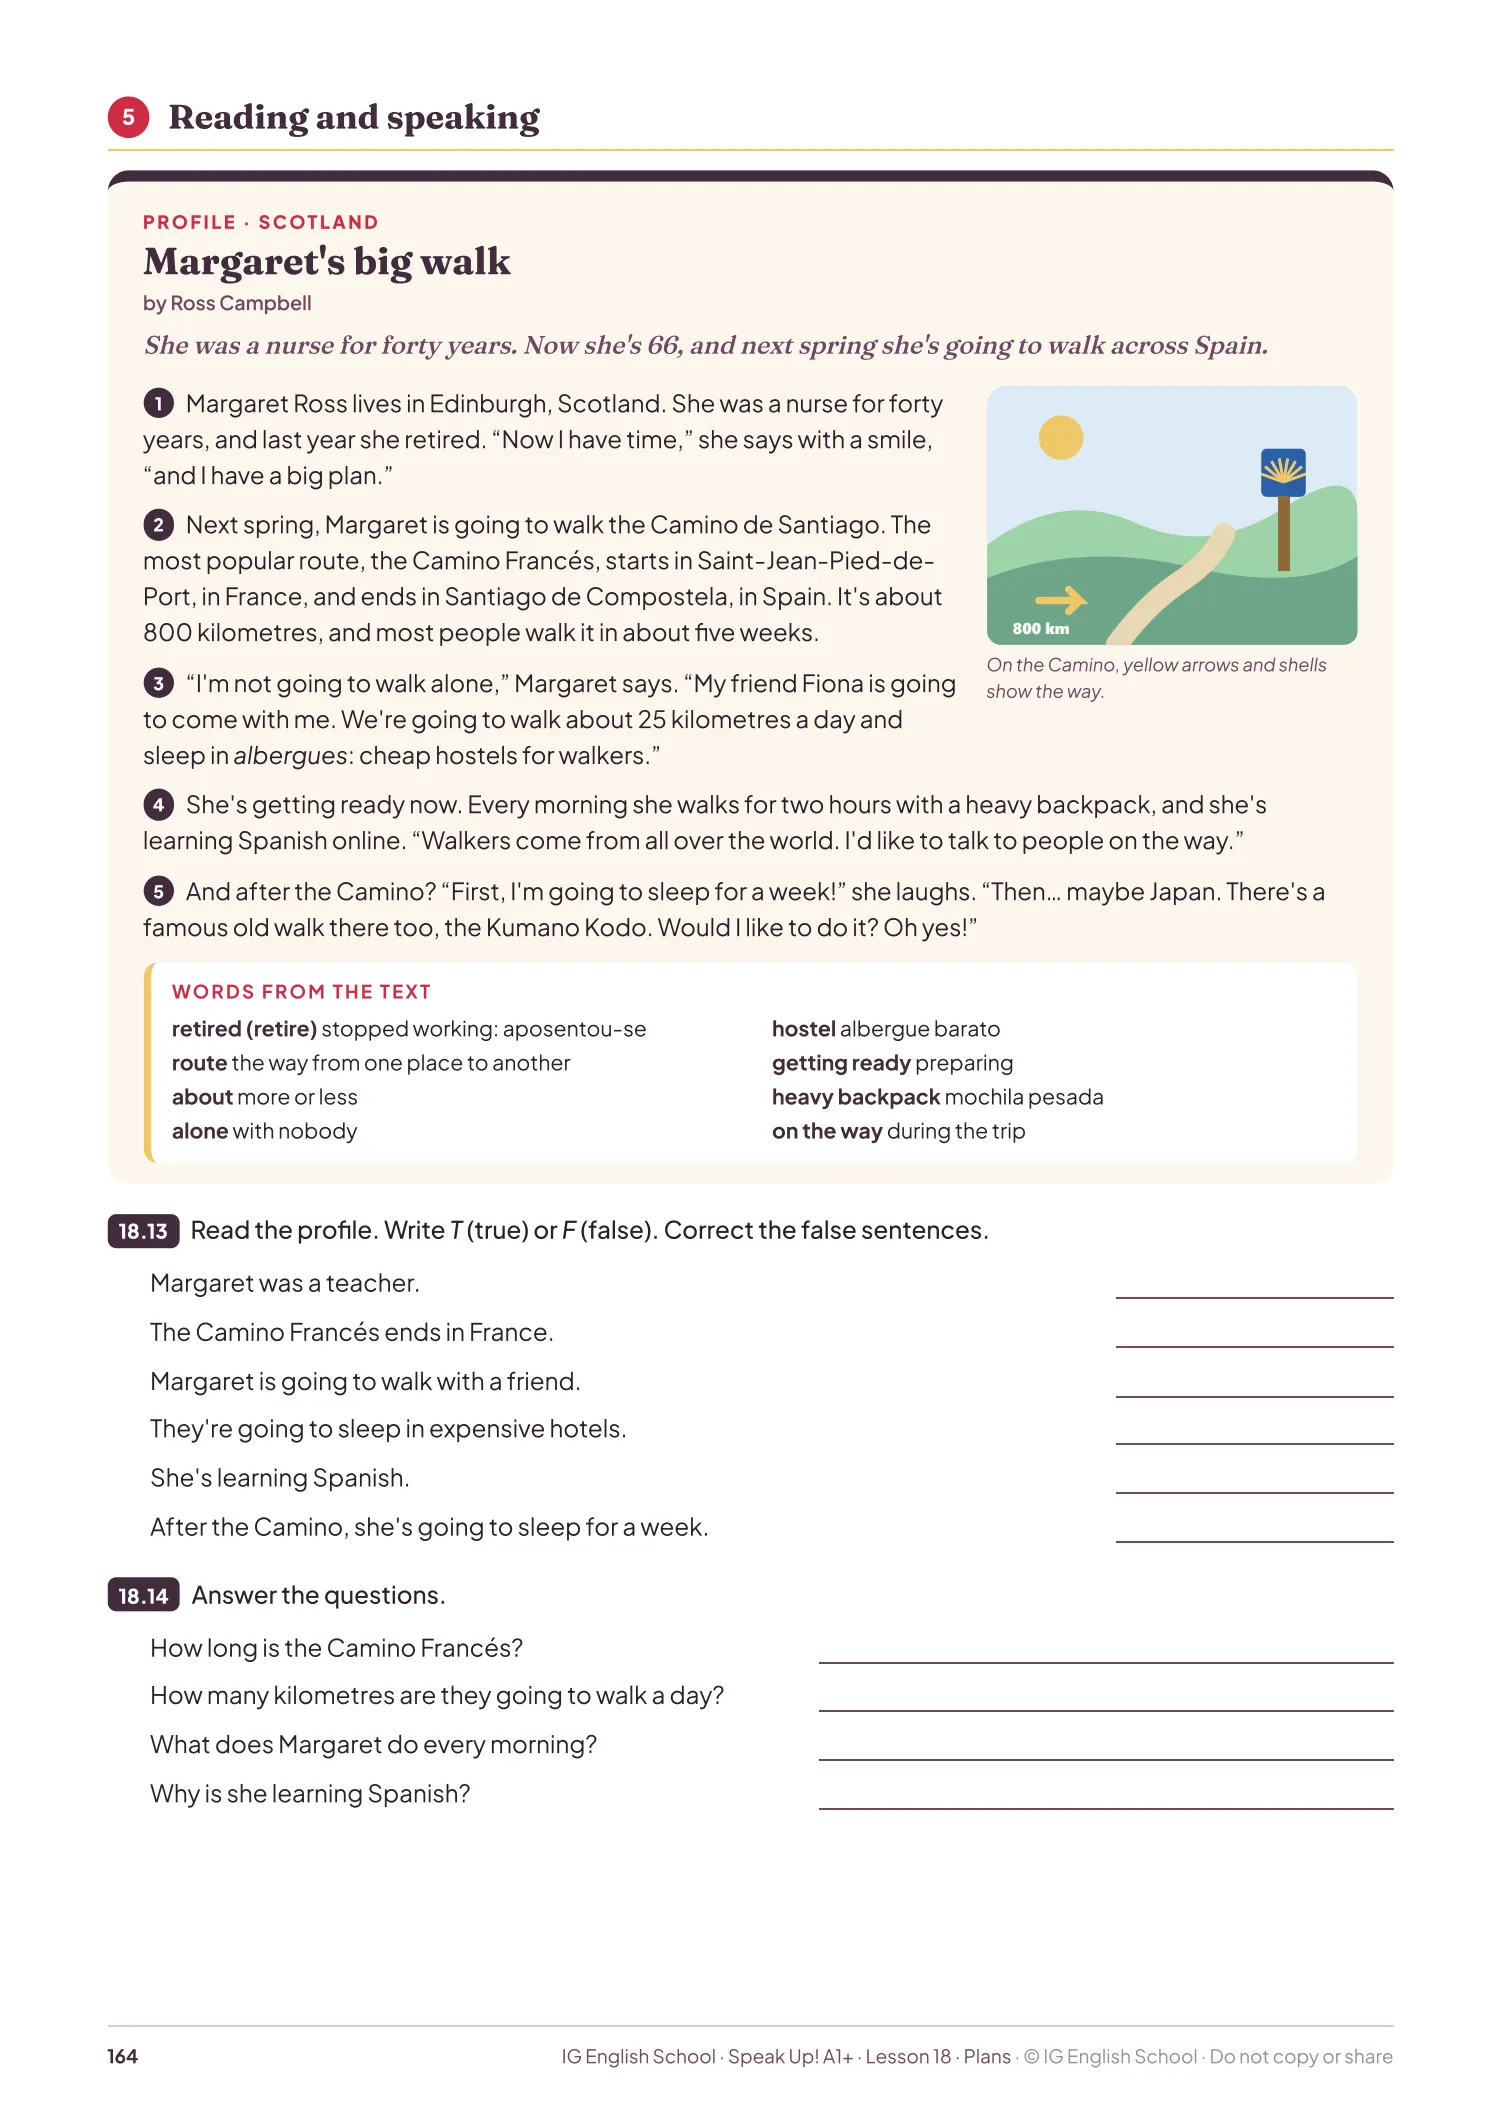 5 Reading and speaking
PROFILE · SCOTLAND
Margaret's big walk
by Ross Campbell
She was a nurse for forty years. Now she's 66, and next spring she's going to walk across Spain.
1 Margaret Ross lives in Edinburgh, Scotland. She was a nurse for forty
years, and last year she retired. “Now I have time,” she says with a smile,
“and I have a big plan.”
2 Next spring, Margaret is going to walk the Camino de Santiago. The
most popular route, the Camino Francés, starts in Saint-Jean-Pied-de-
Port, in France, and ends in Santiago de Compostela, in Spain. It's about
800 kilometres, and most people walk it in about five weeks.
3 “I'm not going to walk alone,” Margaret says. “My friend Fiona is going
to come with me. We're going to walk about 25 kilometres a day and
sleep in albergues: cheap hostels for walkers.”
800 km
On the Camino, yellow arrows and shells
show the way.
4 She's getting ready now. Every morning she walks for two hours with a heavy backpack, and she's
learning Spanish online. “Walkers come from all over the world. I'd like to talk to people on the way.”
5 And after the Camino? “First, I'm going to sleep for a week!” she laughs. “Then… maybe Japan. There's a
famous old walk there too, the Kumano Kodo. Would I like to do it? Oh yes!”
WORDS FROM THE TEXT
retired (retire) stopped working: aposentou-se
route the way from one place to another
about more or less
alone with nobody
hostel albergue barato
getting ready preparing
heavy backpack mochila pesada
on the way during the trip
18.13 Read the profile. Write T (true) or F (false). Correct the false sentences.
Margaret was a teacher.
The Camino Francés ends in France.
Margaret is going to walk with a friend.
They're going to sleep in expensive hotels.
She's learning Spanish.
After the Camino, she's going to sleep for a week.
18.14 Answer the questions.
How long is the Camino Francés?
How many kilometres are they going to walk a day?
What does Margaret do every morning?
Why is she learning Spanish?
164 IG English School · Speak Up! A1+ · Lesson 18 · Plans · © IG English School · Do not copy or share